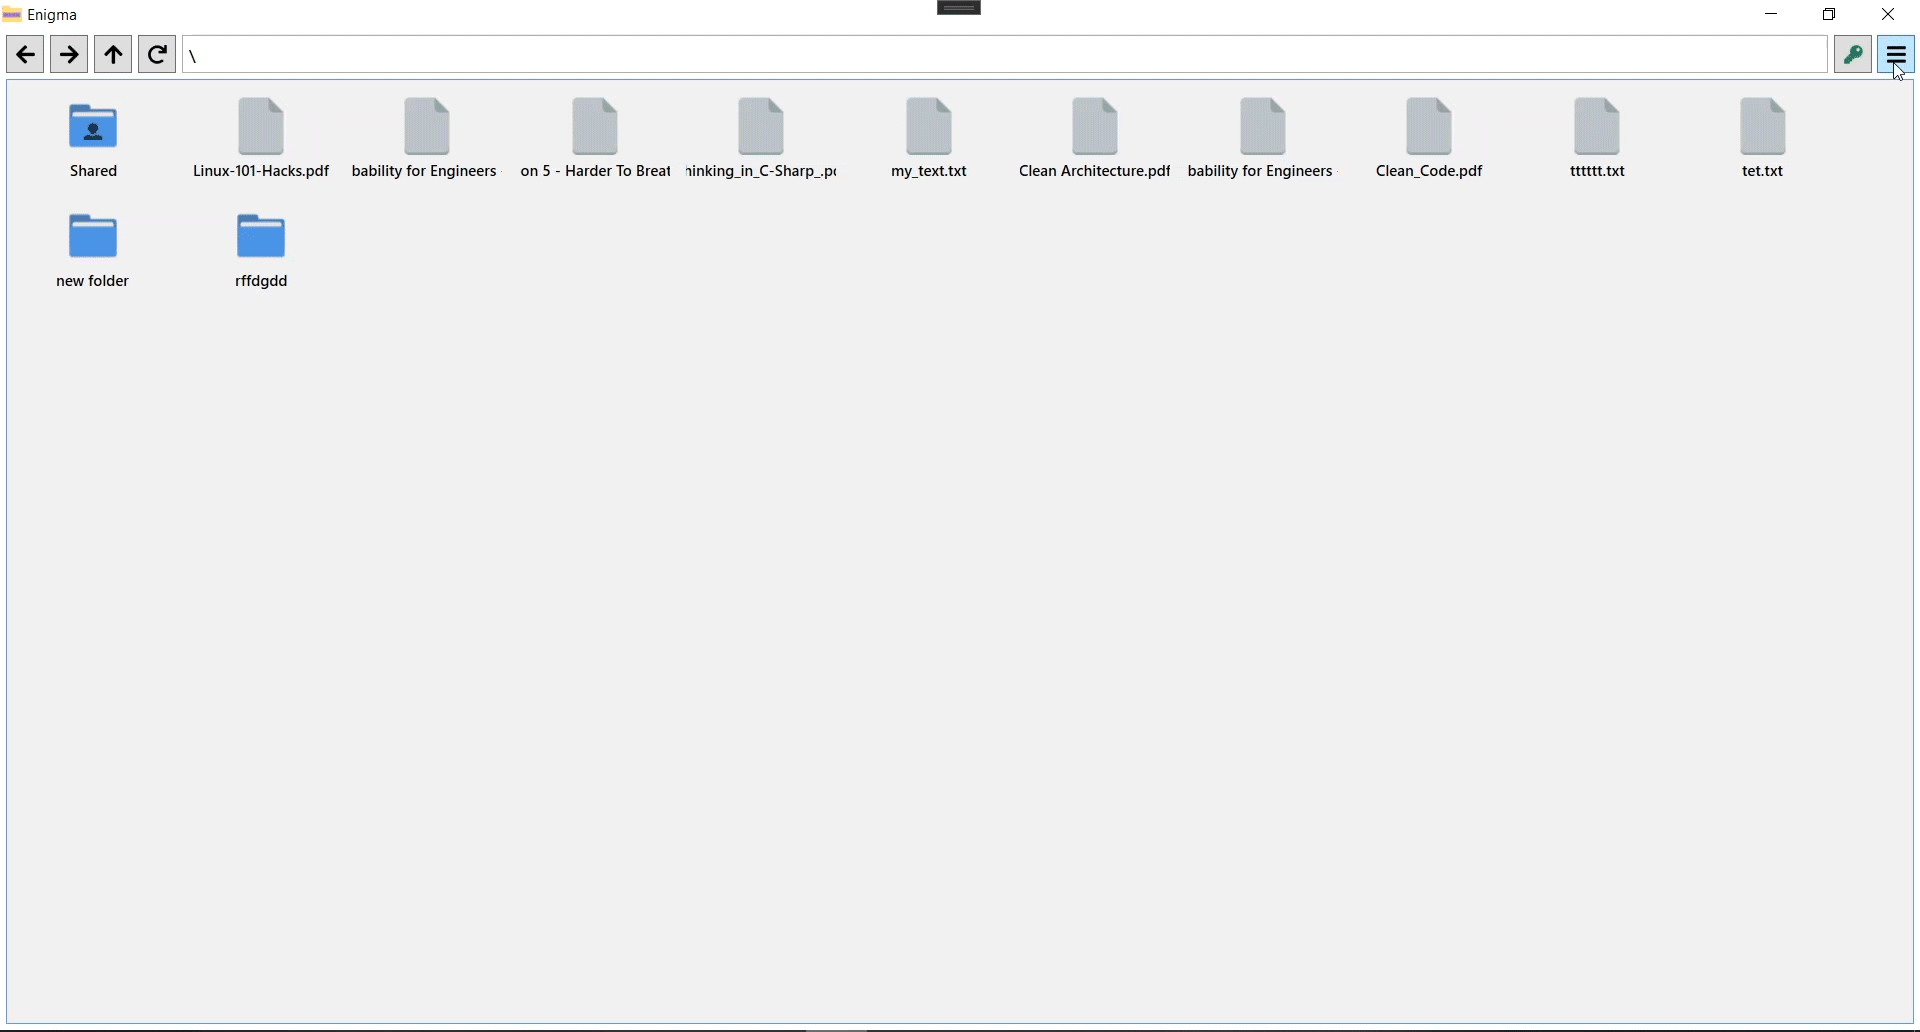 Enigma
\
Shared
Linux-101-Hacks.pdf
bability for Engineers
on 5 - Harder To Breat
hinking_in_C-Sharp_.pc
my_text.txt
Clean Architecture.pdf
bability for Engineers
Clean_Code.pdf
tttttt.txt
tet.txt
new folder
rffdgdd